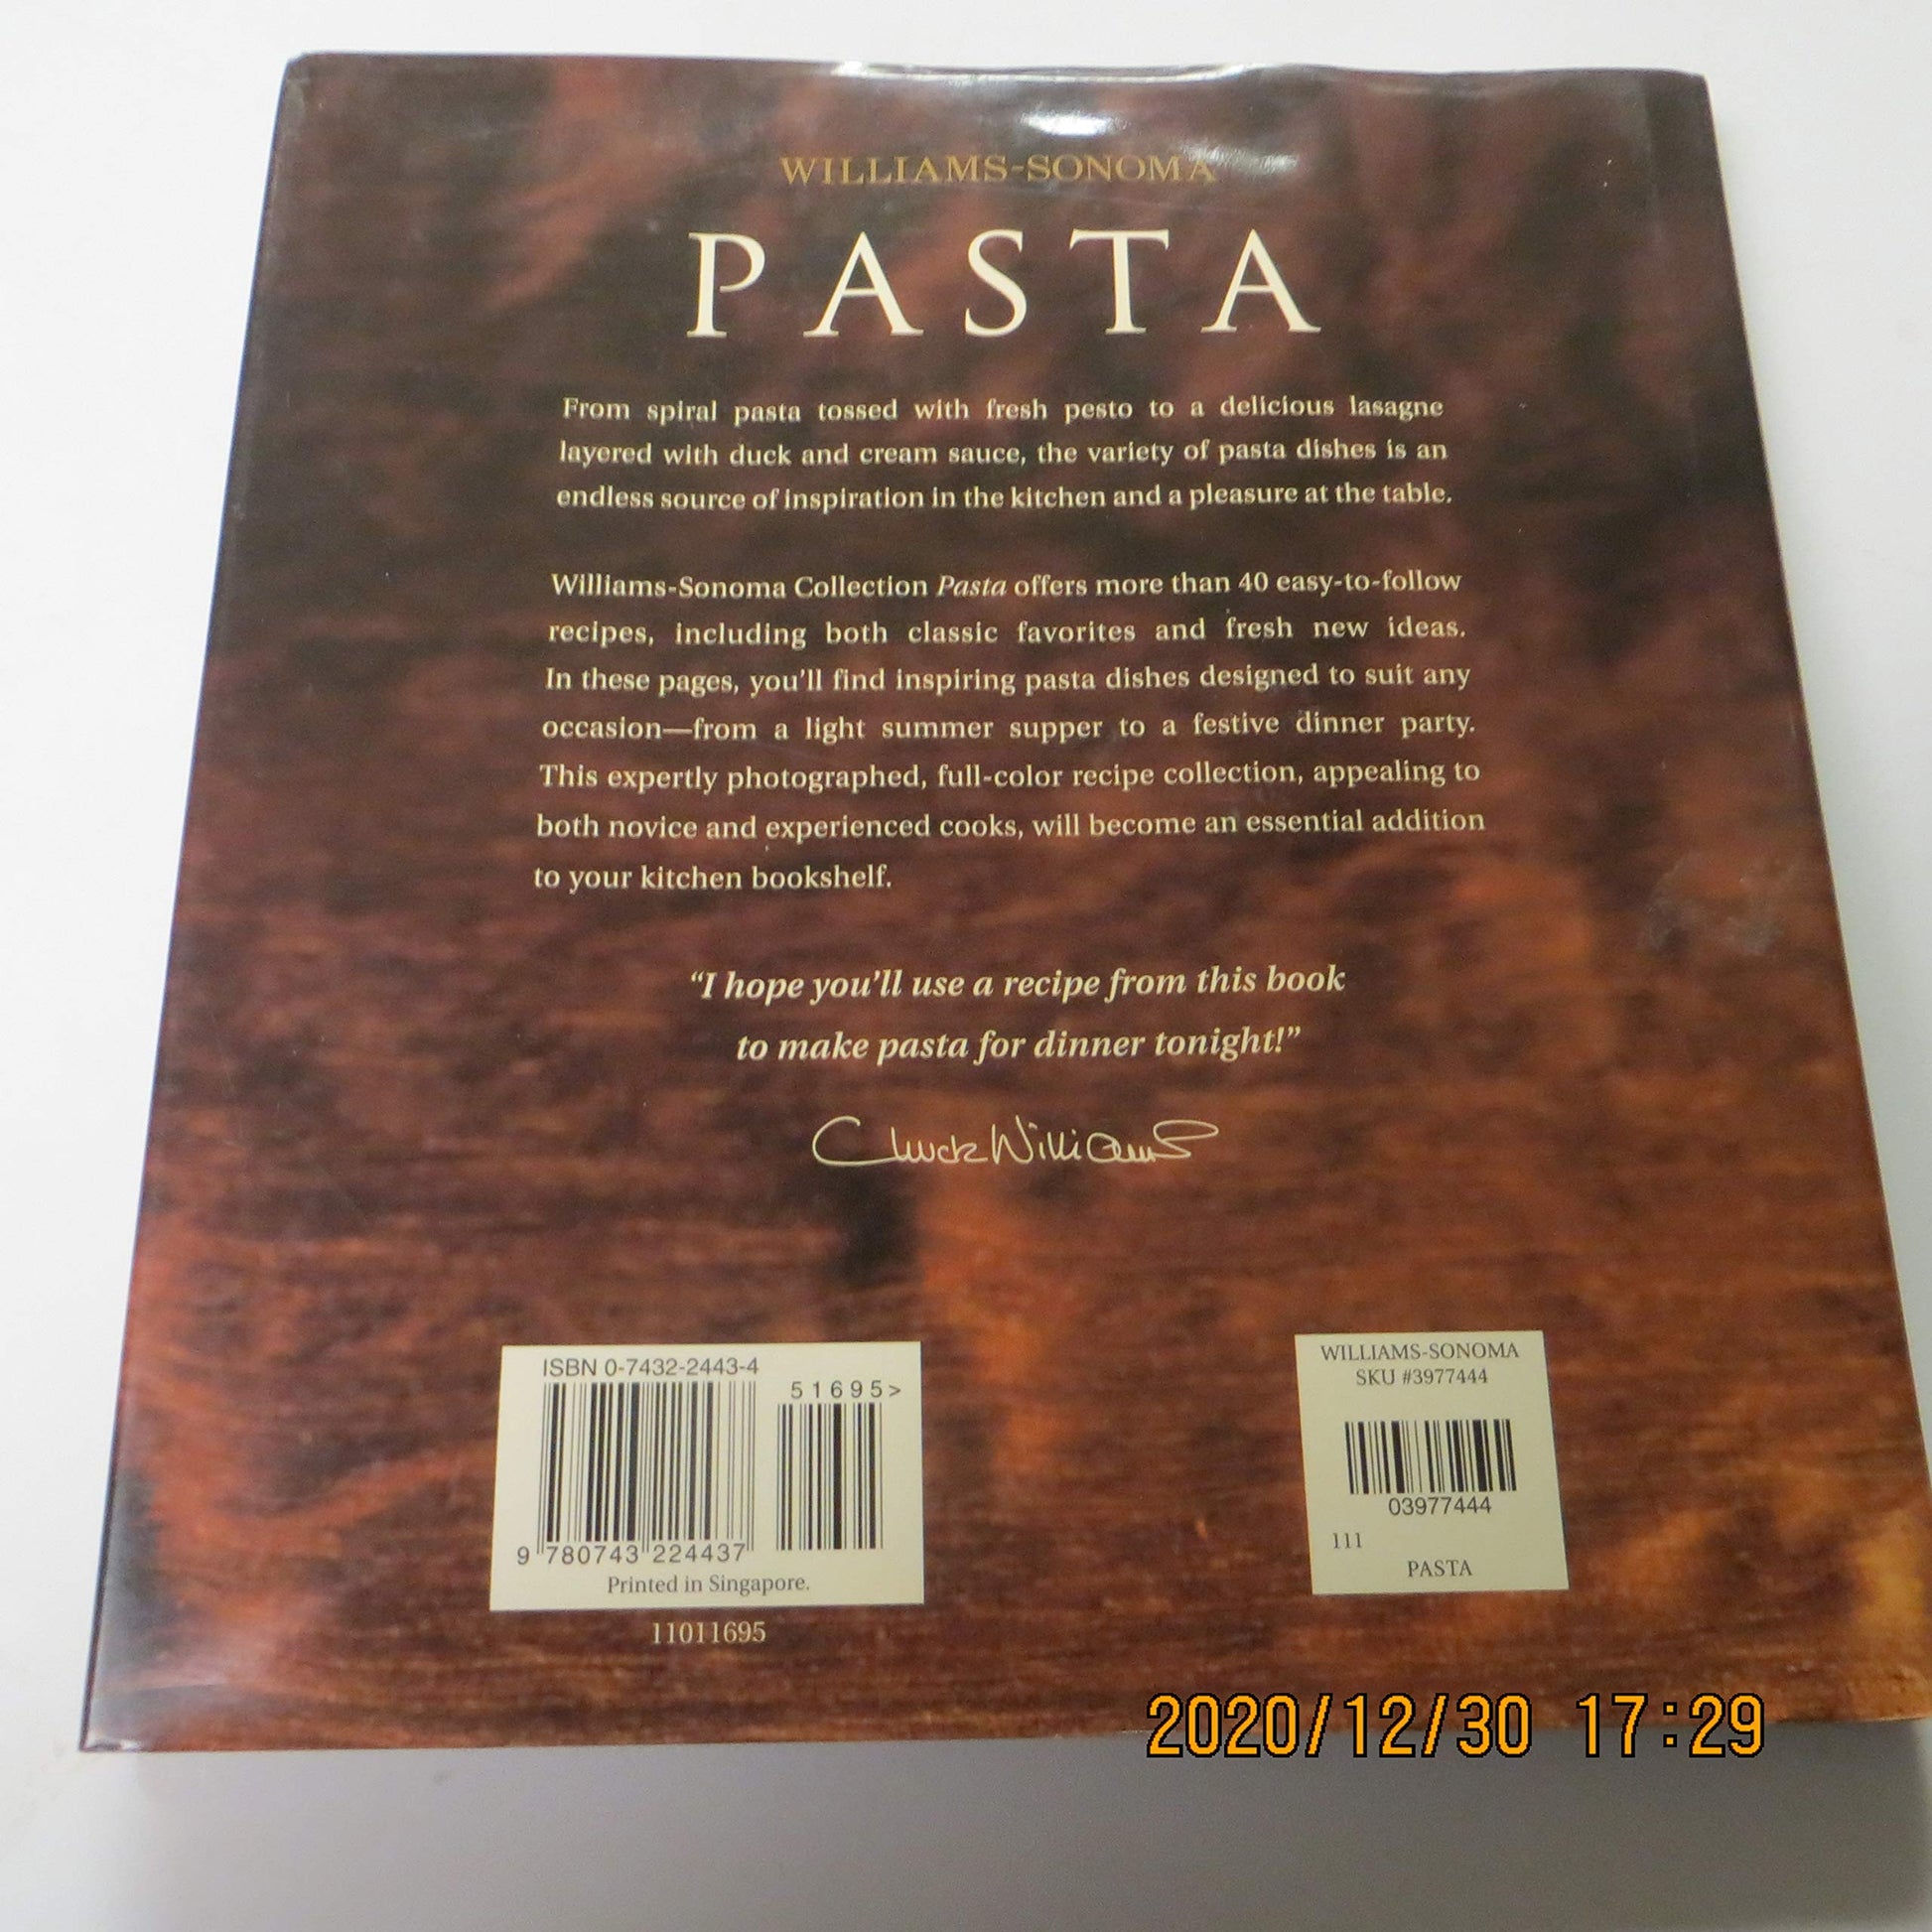 WILLIAMS-SONOMA
PASTA
From spiral pasta tossed with fresh pesto to a delicious lasagne
layered with duck and cream sauce, the variety of pasta dishes is an
endless source of inspiration in the kitchen and a pleasure at the table.
Williams-Sonoma Collection Pasta offers more than 40 easy-to-follow
recipes, including both classic favorites and fresh new ideas.
In these pages, you'll find inspiring pasta dishes designed to suit any
occasion—from a light summer supper to a festive dinner party.
This expertly photographed, full-color recipe collection, appealing to
both novice and experienced cooks, will become an essential addition
to your kitchen bookshelf.
“I hope you'll use a recipe from this book
to make pasta for dinner tonight!”
Chuck Williams
ISBN 0-7432-2443-4
51695>
9 780743 224437
Printed in Singapore.
11011695
WILLIAMS-SONOMA
SKU #3977444
03977444
111
PASTA
2020/12/30 17:29